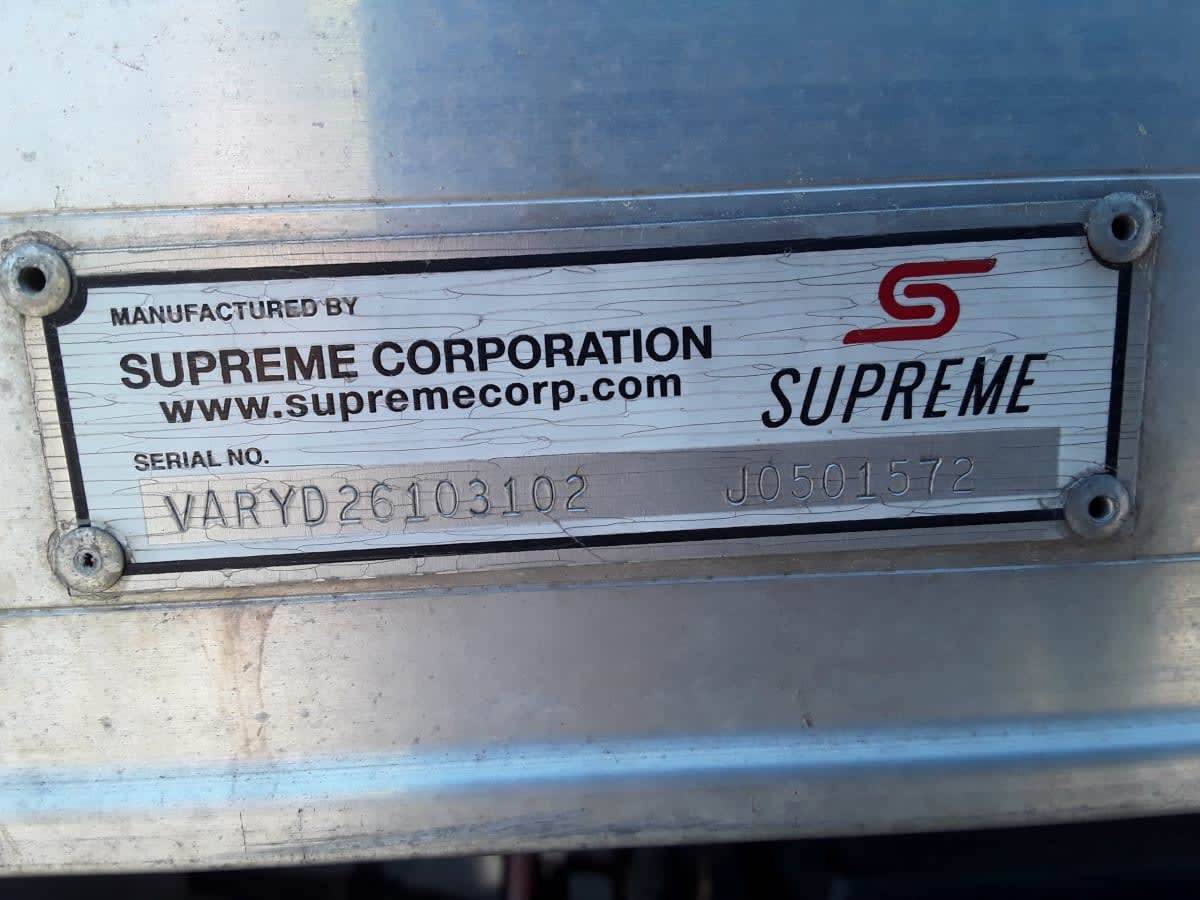 MANUFACTURED BY
SUPREME CORPORATION
www.supremecorp.com
SUPREME
SERIAL NO.
VARYD26103102 J0501572